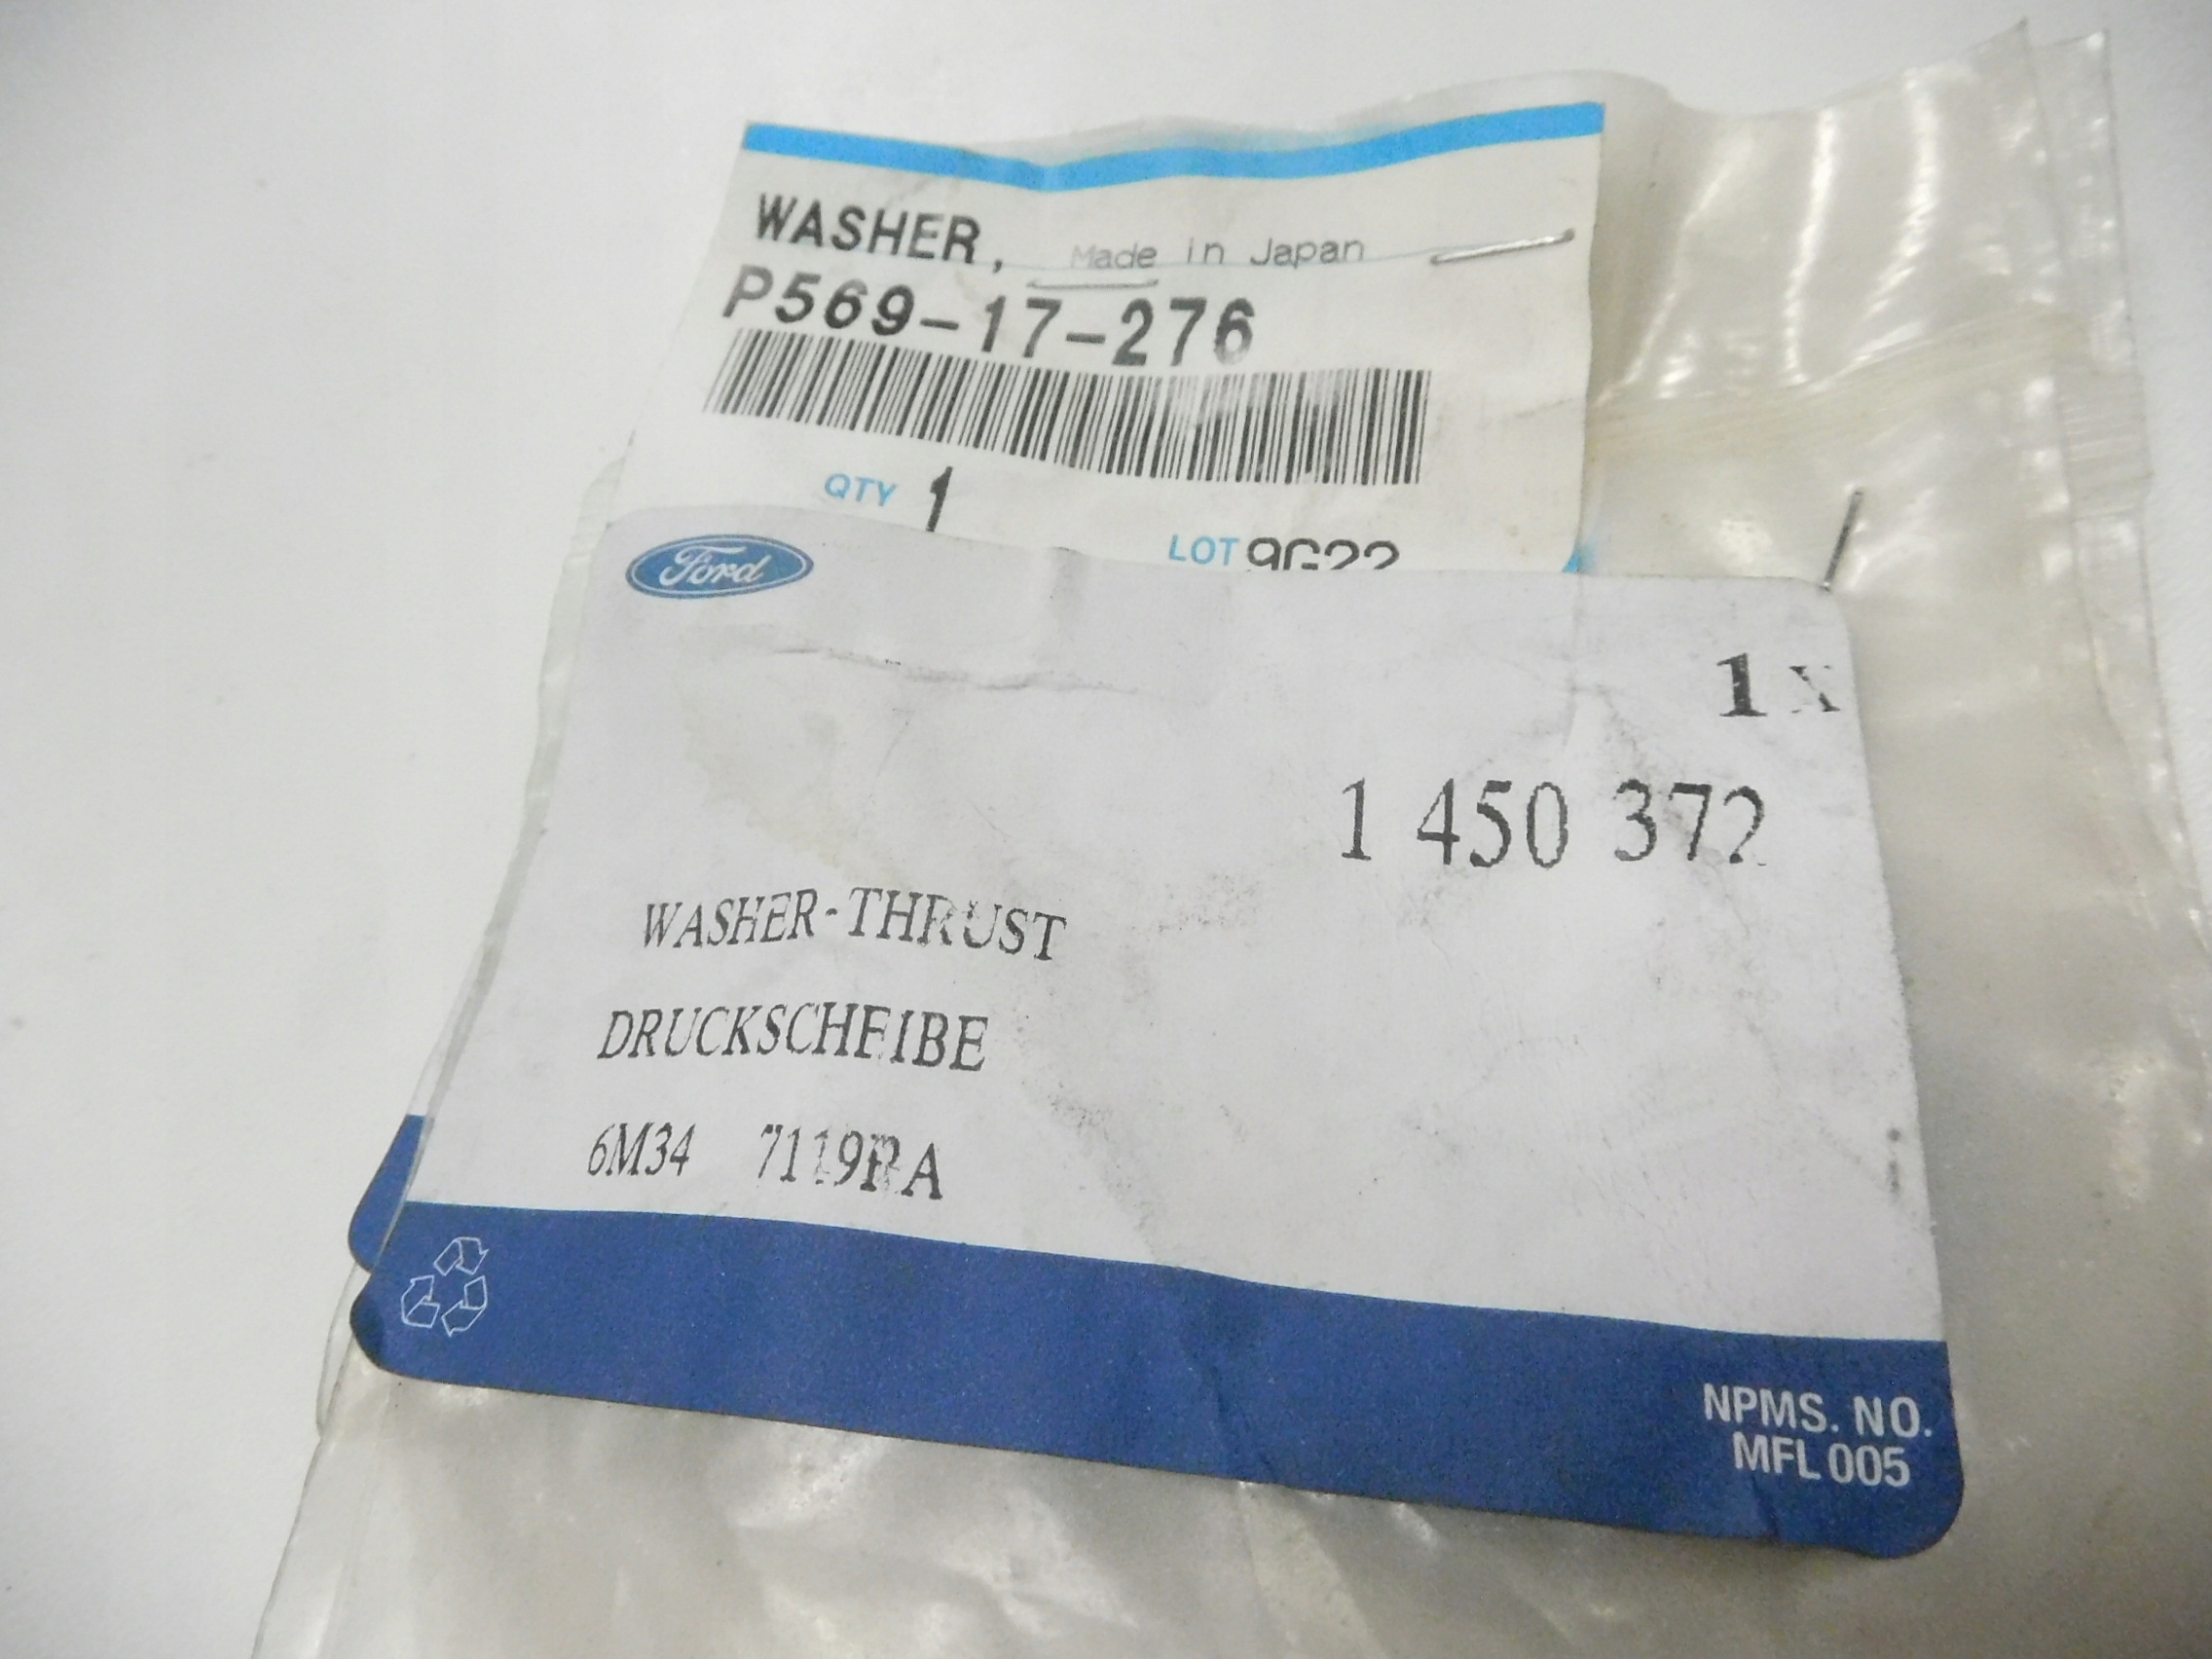 WASHER, Made in Japan
P569-17-276
QTY 1
LOT 9G22
Ford
1 X
1 450 372
WASHER-THRUST
DRUCKSCHEIBE
6M34 7119
NPMS. NO.
MFL 005